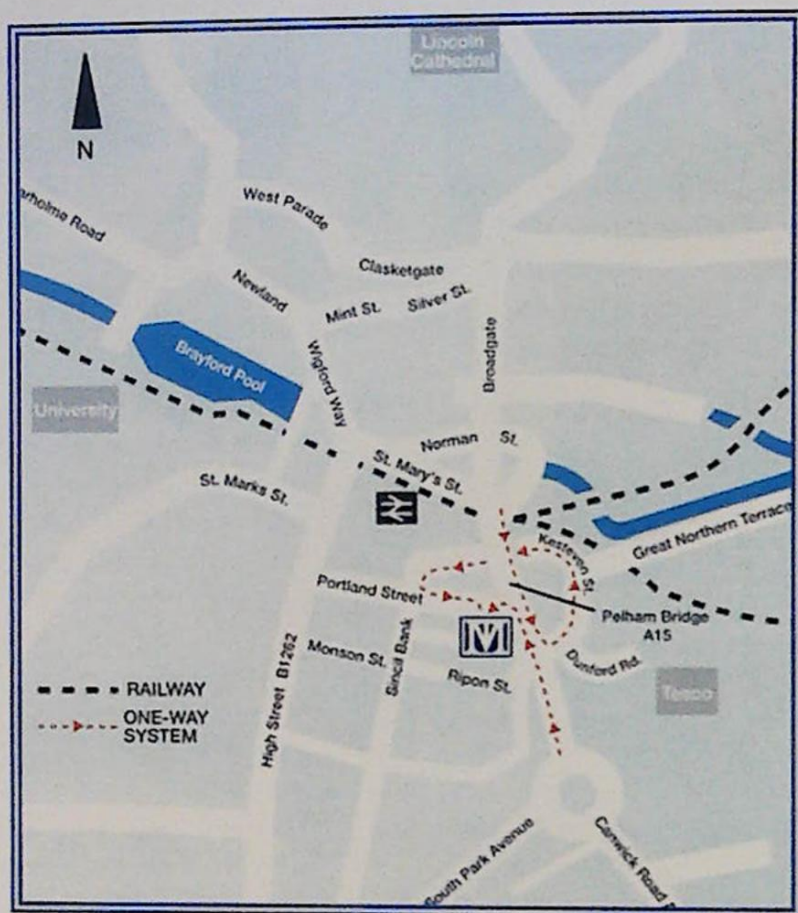 Lincoln
Cathedral
N
West Parade
Road
Clasketgate
Newland
Mint St.
Silver St.
Brayford Pool
Wigford Way
Broadgate
University
Norman St.
St. Mary's St.
St. Marks St.
Great Northern Terrace
Kesteven St.
Portland Street
Pelham Bridge
A15
Monson St.
Sincil Bank
Dunford Rd.
Ripon St.
Tesco
High Street B1262
RAILWAY
ONE-WAY
SYSTEM
South Park Avenue
Canwick Road